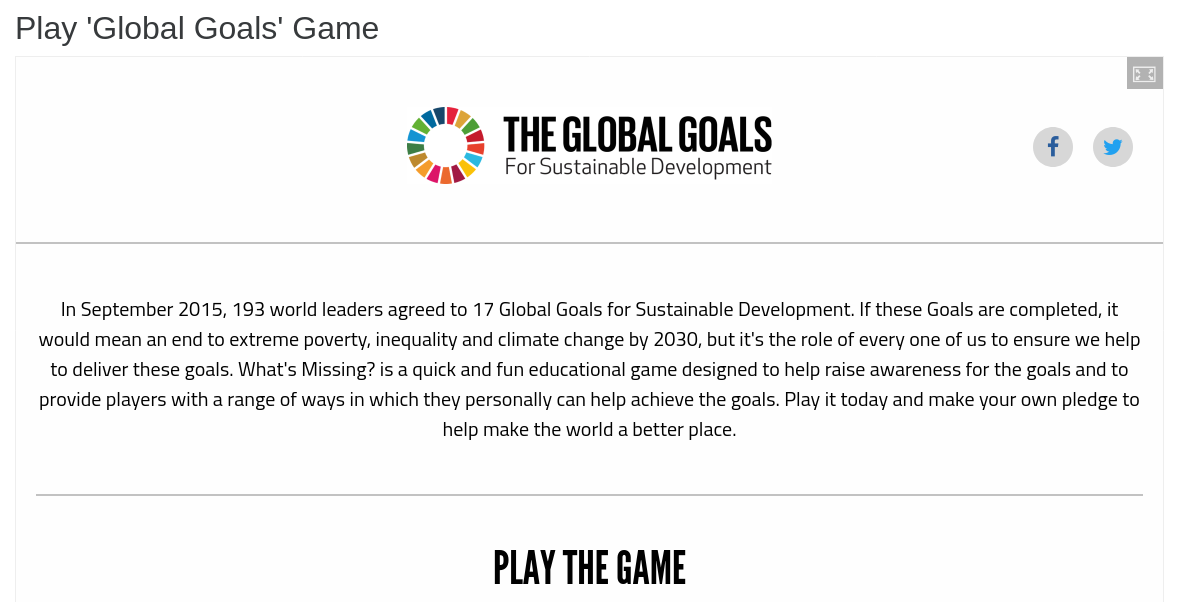 Play 'Global Goals' Game
THE GLOBAL GOALS
For Sustainable Development
In September 2015, 193 world leaders agreed to 17 Global Goals for Sustainable Development. If these Goals are completed, it
would mean an end to extreme poverty, inequality and climate change by 2030, but it's the role of every one of us to ensure we help
to deliver these goals. What's Missing? is a quick and fun educational game designed to help raise awareness for the goals and to
provide players with a range of ways in which they personally can help achieve the goals. Play it today and make your own pledge to
help make the world a better place.
PLAY THE GAME